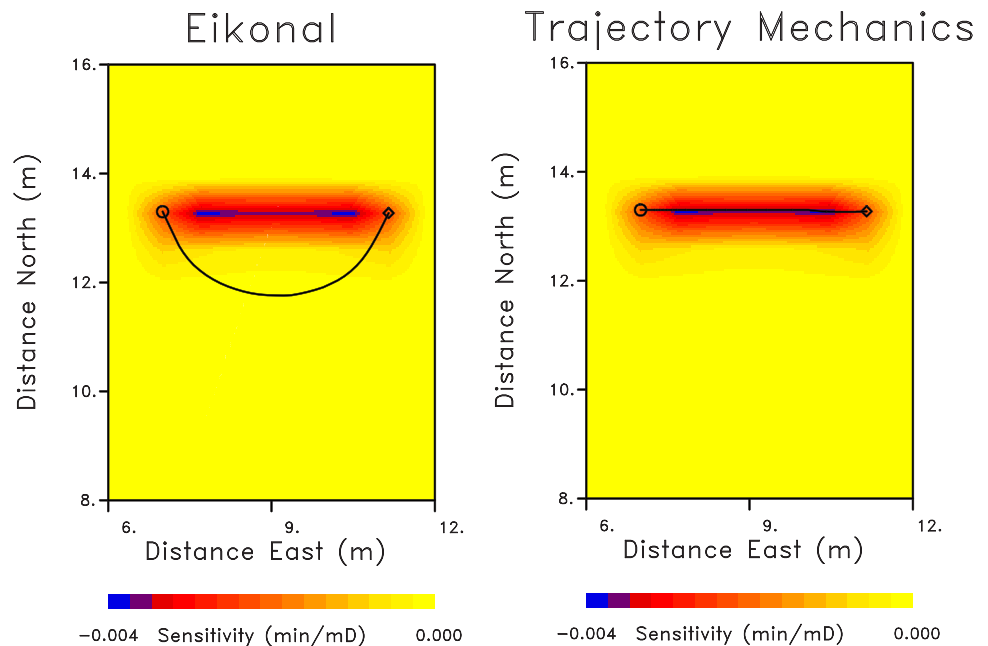 Eikonal
Trajectory Mechanics
16.
14.
12.
10.
8.
Distance North (m)
6.
9.
12.
Distance East (m)
-0.004 Sensitivity (min/mD) 0.000
16.
14.
12.
10.
8.
Distance North (m)
6.
9.
12.
Distance East (m)
-0.004 Sensitivity (min/mD) 0.000